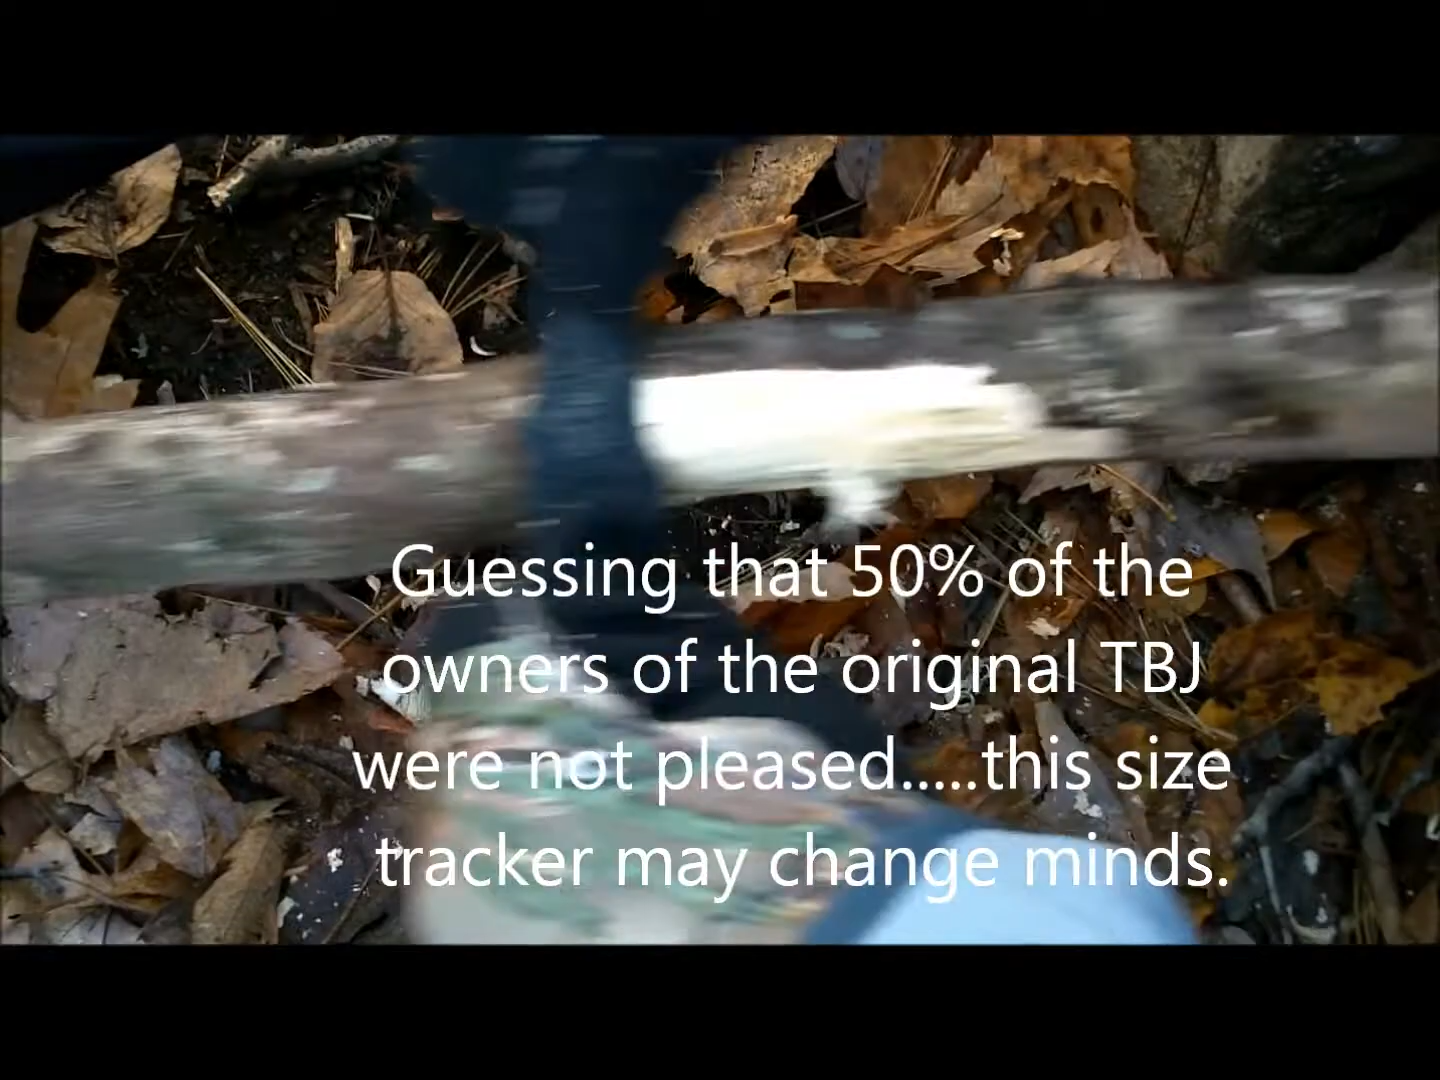 Guessing that 50% of the
owners of the original TBJ
were not pleased.....this size
tracker may change minds.